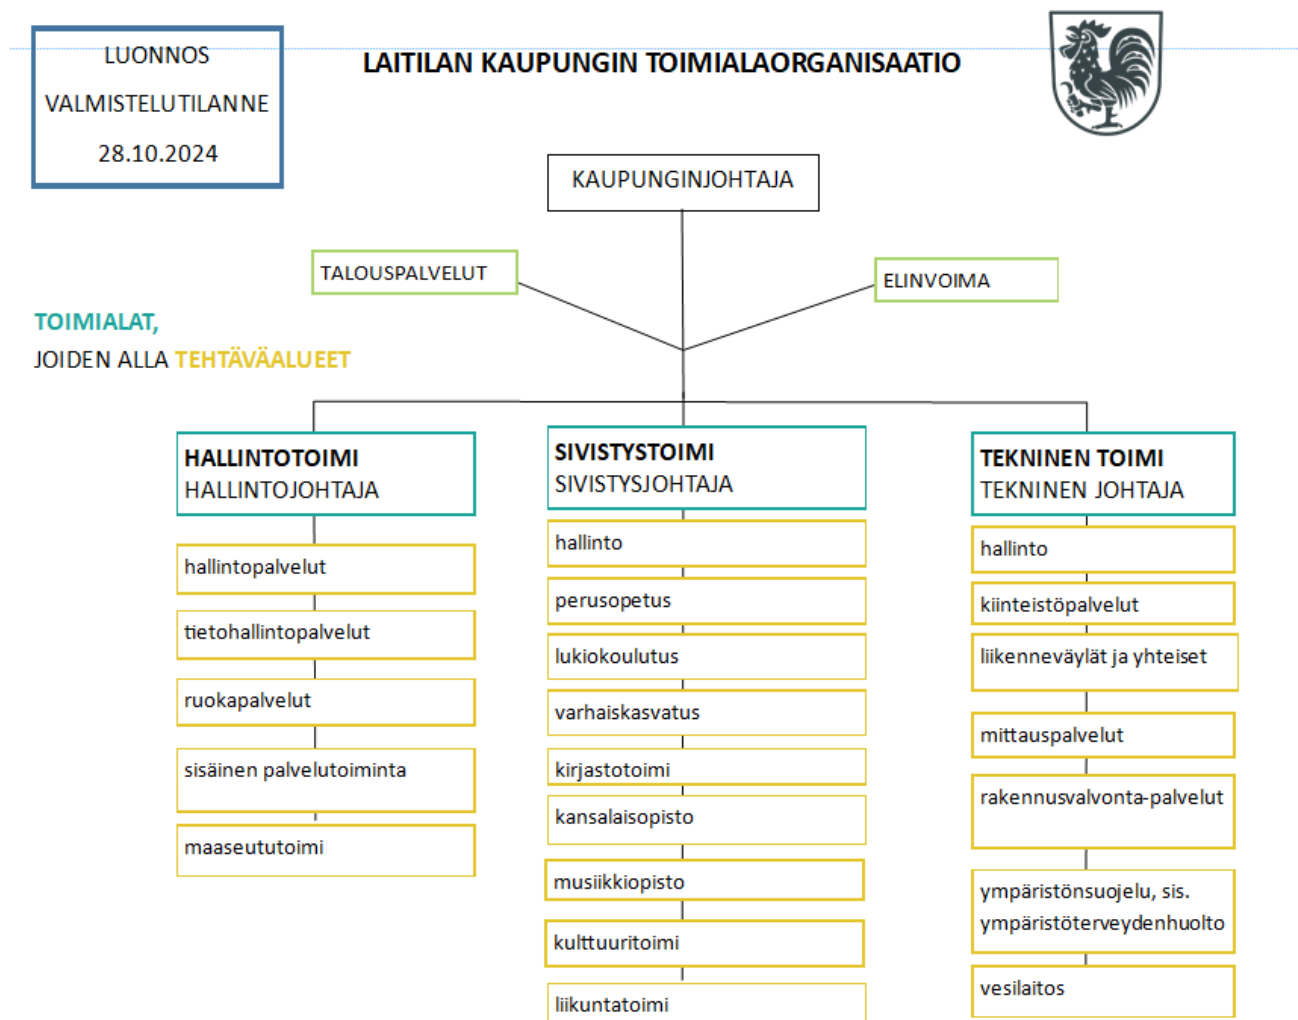 LUONNOS
VALMISTELUTILANNE
28.10.2024
LAITILAN KAUPUNGIN TOIMIALAORGANISAATIO
KAUPUNGINJOHTAJA
TALOUSPALVELUT
ELINVOIMA
TOIMIALAT,
JOIDEN ALLA TEHTÄVÄALUEET
HALLINTOTOIMI
HALLINTOJOHTAJA
hallintopalvelut
tietohallintopalvelut
ruokapalvelut
sisäinen palvelutoiminta
maaseututoimi
SIVISTYSTOIMI
SIVISTYSJOHTAJA
hallinto
perusopetus
lukiokoulutus
varhaiskasvatus
kirjastotoimi
kansalaisopisto
musiikkiopisto
kulttuuritoimi
liikuntatoimi
TEKNINEN TOIMI
TEKNINEN JOHTAJA
hallinto
kiinteistöpalvelut
liikenneväylät ja yhteiset
mittauspalvelut
rakennusvalvonta-palvelut
ympäristönsuojelu, sis.
ympäristöterveydenhuolto
vesilaitos